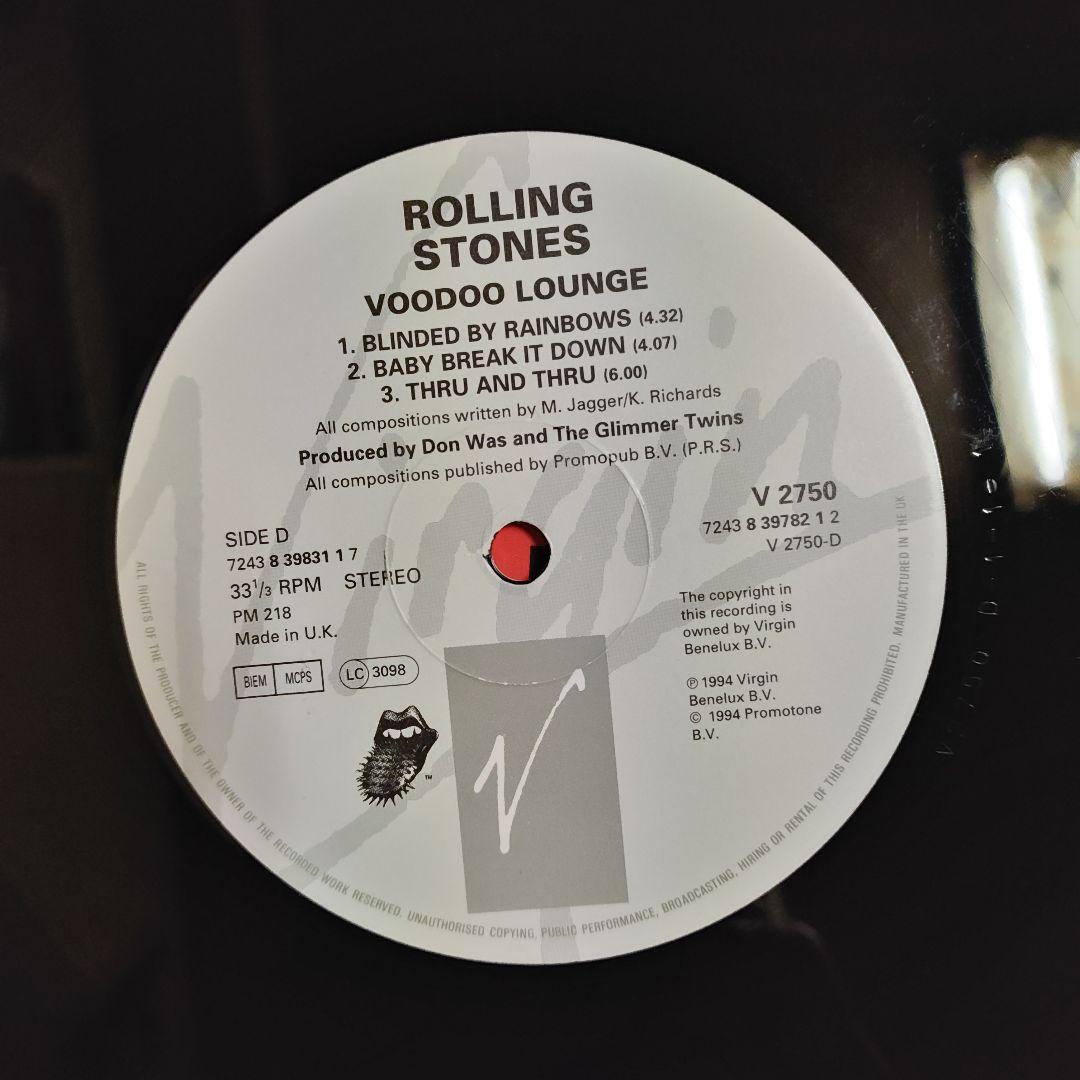 ROLLING
STONES
VOODOO LOUNGE
1. BLINDED BY RAINBOWS (4.32)
2. BABY BREAK IT DOWN (4.07)
3. THRU AND THRU (6.00)
All compositions written by M. Jagger/K. Richards
Produced by Don Was and The Glimmer Twins
All compositions published by Promopub B.V. (P.R.S.)
Virgin
SIDE D
7243 8 39831 1 7
33 1/3 RPM STEREO
PM 218
Made in U.K.
BIEM MCPS LC 3098
TM
V 2750
7243 8 39782 1 2
V 2750-D
The copyright in
this recording is
owned by Virgin
Benelux B.V.
℗ 1994 Virgin
Benelux B.V.
© 1994 Promotone
B.V.
V
ALL RIGHTS OF THE PRODUCER AND OF THE OWNER OF THE RECORDED WORK RESERVED. UNAUTHORISED COPYING, PUBLIC PERFORMANCE, BROADCASTING, HIRING OR RENTAL OF THIS RECORDING PROHIBITED. MANUFACTURED IN THE UK